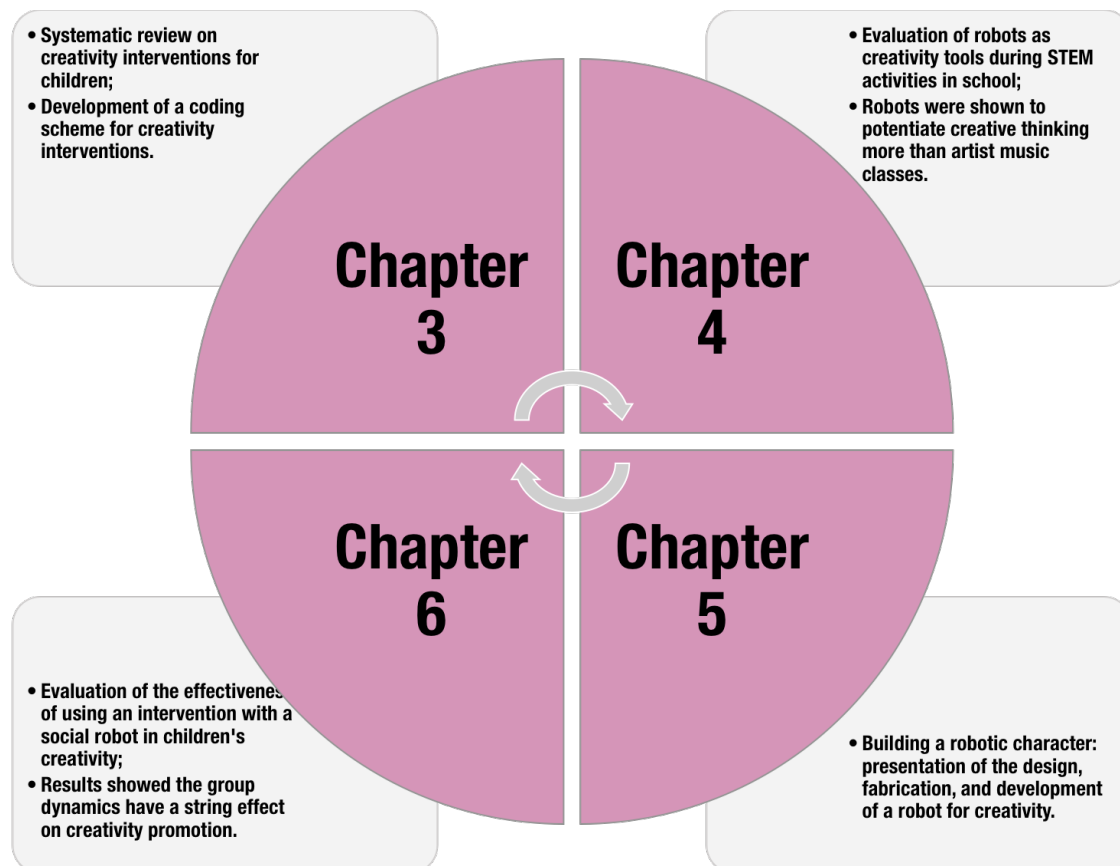 • Systematic review on
creativity interventions for
children;
• Development of a coding
scheme for creativity
interventions.
• Evaluation of robots as
creativity tools during STEM
activities in school;
• Robots were shown to
potentiate creative thinking
more than artist music
classes.
Chapter
3
Chapter
4
Chapter
6
Chapter
5
• Evaluation of the effectivenes
of using an intervention with a
social robot in children's
creativity;
• Results showed the group
dynamics have a string effect
on creativity promotion.
• Building a robotic character:
presentation of the design,
fabrication, and development
of a robot for creativity.